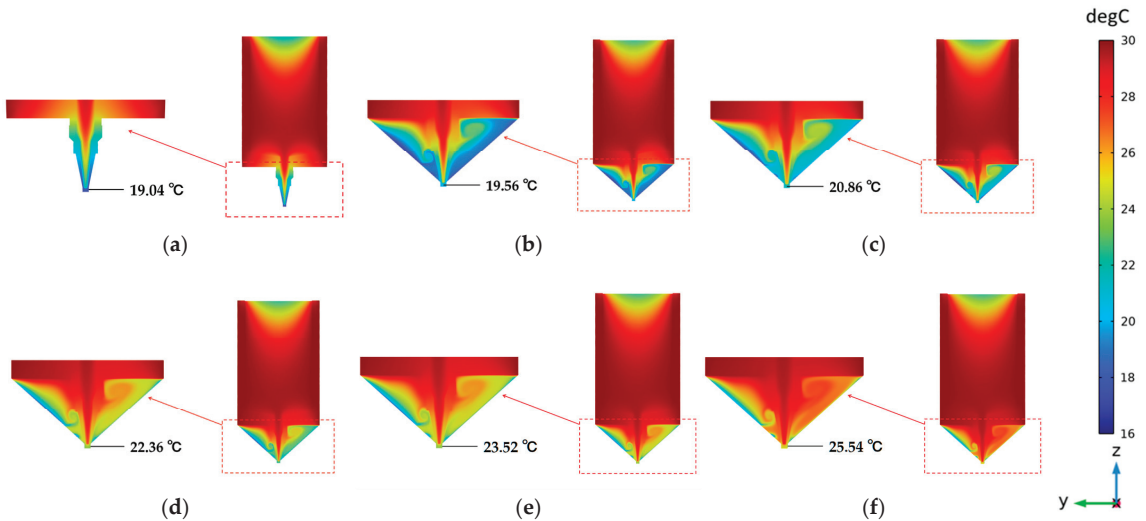 degC
30
28
26
24
22
20
18
16
19.04 ℃
19.56 ℃
20.86 ℃
(a)
(b)
(c)
22.36 ℃
23.52 ℃
25.54 ℃
(d)
(e)
(f)
z
y